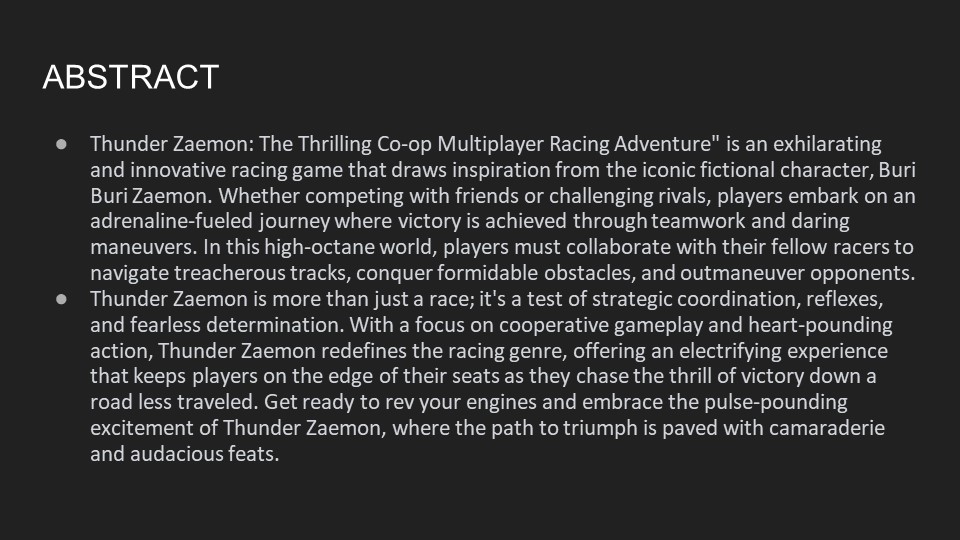 ABSTRACT
● Thunder Zaemon: The Thrilling Co-op Multiplayer Racing Adventure" is an exhilarating
and innovative racing game that draws inspiration from the iconic fictional character, Buri
Buri Zaemon. Whether competing with friends or challenging rivals, players embark on an
adrenaline-fueled journey where victory is achieved through teamwork and daring
maneuvers. In this high-octane world, players must collaborate with their fellow racers to
navigate treacherous tracks, conquer formidable obstacles, and outmaneuver opponents.
● Thunder Zaemon is more than just a race; it's a test of strategic coordination, reflexes,
and fearless determination. With a focus on cooperative gameplay and heart-pounding
action, Thunder Zaemon redefines the racing genre, offering an electrifying experience
that keeps players on the edge of their seats as they chase the thrill of victory down a
road less traveled. Get ready to rev your engines and embrace the pulse-pounding
excitement of Thunder Zaemon, where the path to triumph is paved with camaraderie
and audacious feats.